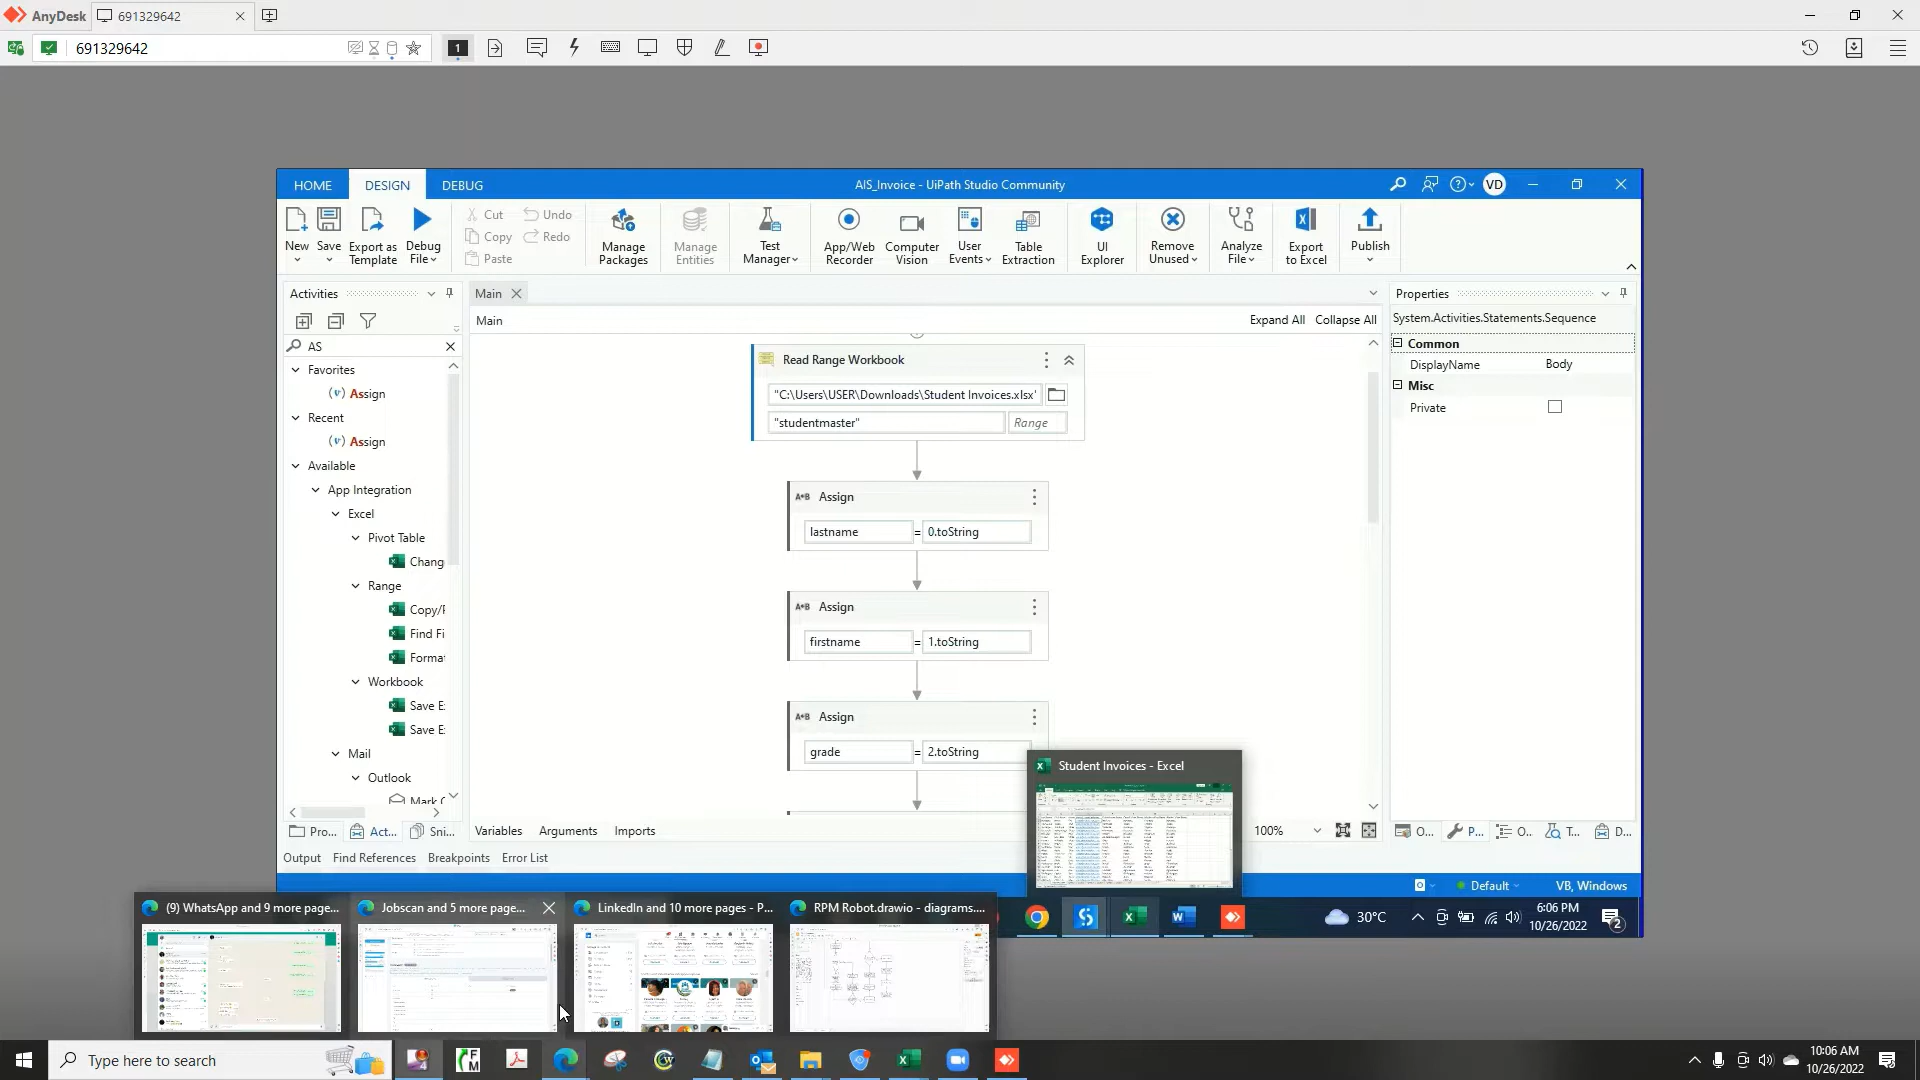 AnyDesk
691329642
691329642
1
HOME
DESIGN
DEBUG
AIS_Invoice - UiPath Studio Community
VD
New
Save
Export as
Template
Debug
File
Cut
Copy
Paste
Undo
Redo
Manage
Packages
Manage
Entities
Test
Manager
App/Web
Recorder
Computer
Vision
User
Events
Table
Extraction
UI
Explorer
Remove
Unused
Analyze
File
Export
to Excel
Publish
Activities
Main
Properties
Main
Expand All
Collapse All
System.Activities.Statements.Sequence
AS
Favorites
Assign
Recent
Assign
Available
App Integration
Excel
Pivot Table
Chang
Range
Copy/
Find Fi
Forma
Workbook
Save E
Save E
Mail
Outlook
Mark C
Read Range Workbook
"C:\Users\USER\Downloads\Student Invoices.xlsx"
"studentmaster"
Range
A*B Assign
lastname = 0.toString
A*B Assign
firstname = 1.toString
A*B Assign
grade = 2.toString
Common
DisplayName
Body
Misc
Private
Student Invoices - Excel
Pro...
Act...
Sni...
Variables
Arguments
Imports
100%
O...
P...
O..
T...
D...
Output
Find References
Breakpoints
Error List
Default
VB, Windows
(9) WhatsApp and 9 more page...
Jobscan and 5 more page...
LinkedIn and 10 more pages - P...
RPM Robot.drawio - diagrams....
30°C
6:06 PM
10/26/2022
2
Type here to search
10:06 AM
10/26/2022